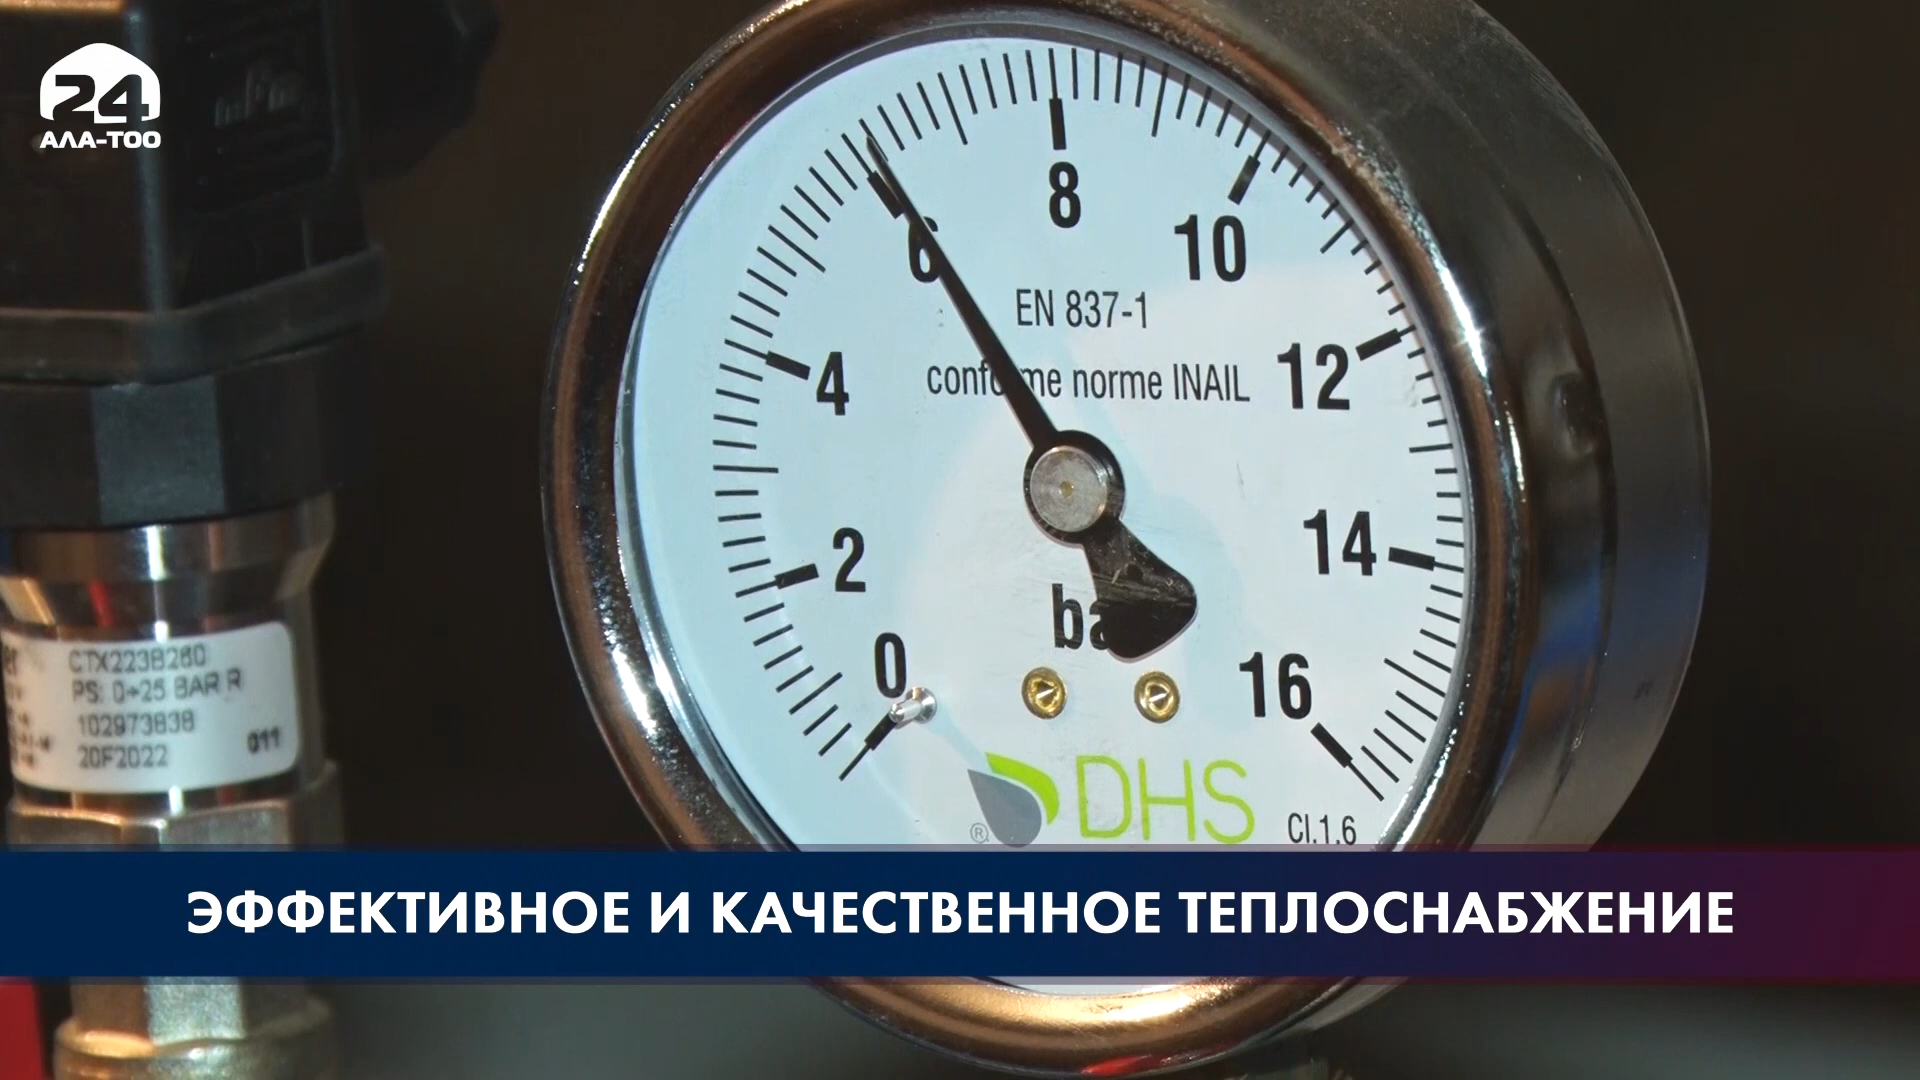 24
АЛА-ТОО
8
6
10
EN 837-1
conforme norme INAIL
4
12
2
14
bar
0
16
DHS
®
Cl.1.6
CTX223B260
PS: 0÷25 BAR R
102973838
20F2022
011
ЭФФЕКТИВНОЕ И КАЧЕСТВЕННОЕ ТЕПЛОСНАБЖЕНИЕ